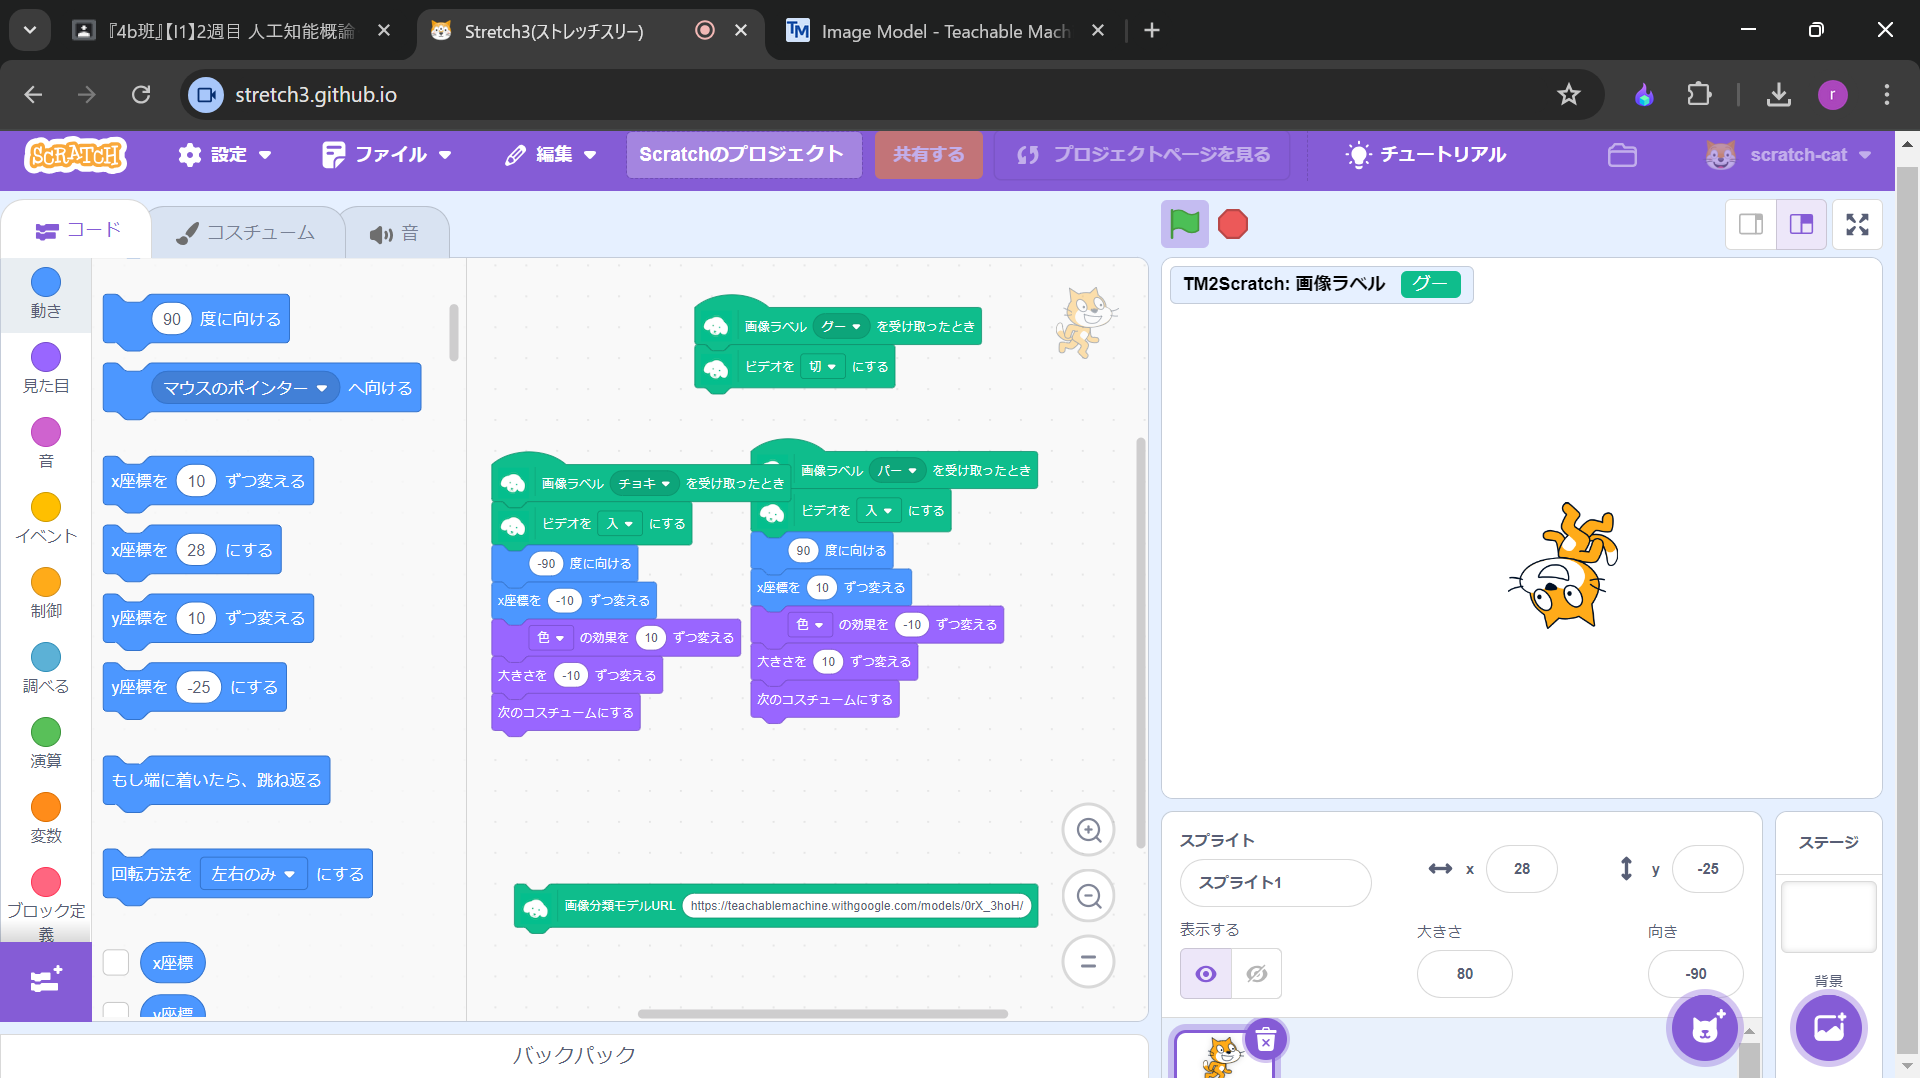 『4b班』【I1】2週目 人工知能概論
Stretch3(ストレッチスリー)
TM
Image Model - Teachable Mach
stretch3.github.io
r
SCRATCH
設定
ファイル
編集
Scratchのプロジェクト
共有する
プロジェクトページを見る
チュートリアル
scratch-cat
コード
コスチューム
音
動き
見た目
音
イベント
制御
調べる
演算
変数
ブロック定義
90 度に向ける
マウスのポインター へ向ける
x座標を 10 ずつ変える
x座標を 28 にする
y座標を 10 ずつ変える
y座標を -25 にする
もし端に着いたら、跳ね返る
回転方法を 左右のみ にする
x座標
y座標
画像ラベル グー を受け取ったとき
ビデオを 切 にする
画像ラベル チョキ を受け取ったとき
ビデオを 入 にする
-90 度に向ける
x座標を -10 ずつ変える
色 の効果を 10 ずつ変える
大きさを -10 ずつ変える
次のコスチュームにする
画像ラベル パー を受け取ったとき
ビデオを 入 にする
90 度に向ける
x座標を 10 ずつ変える
色 の効果を -10 ずつ変える
大きさを 10 ずつ変える
次のコスチュームにする
画像分類モデルURL https://teachablemachine.withgoogle.com/models/0rX_3hoH/
バックパック
TM2Scratch: 画像ラベル グー
スプライト
スプライト1
x 28
y -25
表示する
大きさ
80
向き
-90
ステージ
背景